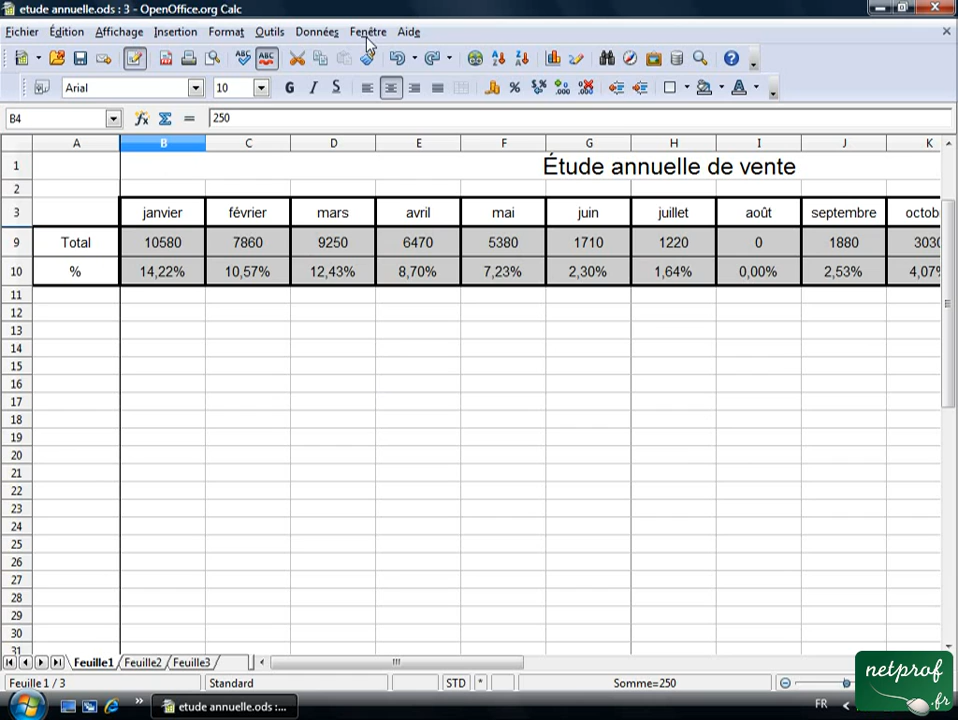 etude annuelle.ods : 3 - OpenOffice.org Calc
Fichier Édition Affichage Insertion Format Outils Données Fenêtre Aide
Arial 10 G I S
B4 = 250
A B C D E F G H I J K
1 Étude annuelle de vente
2
3 janvier février mars avril mai juin juillet août septembre octob
9 Total 10580 7860 9250 6470 5380 1710 1220 0 1880 3030
10 % 14,22% 10,57% 12,43% 8,70% 7,23% 2,30% 1,64% 0,00% 2,53% 4,07%
11
12
13
14
15
16
17
18
19
20
21
22
23
24
25
26
27
28
29
30
31
Feuille1 Feuille2 Feuille3
Feuille 1 / 3 Standard STD * Somme=250
etude annuelle.ods :... FR
netprof
.fr